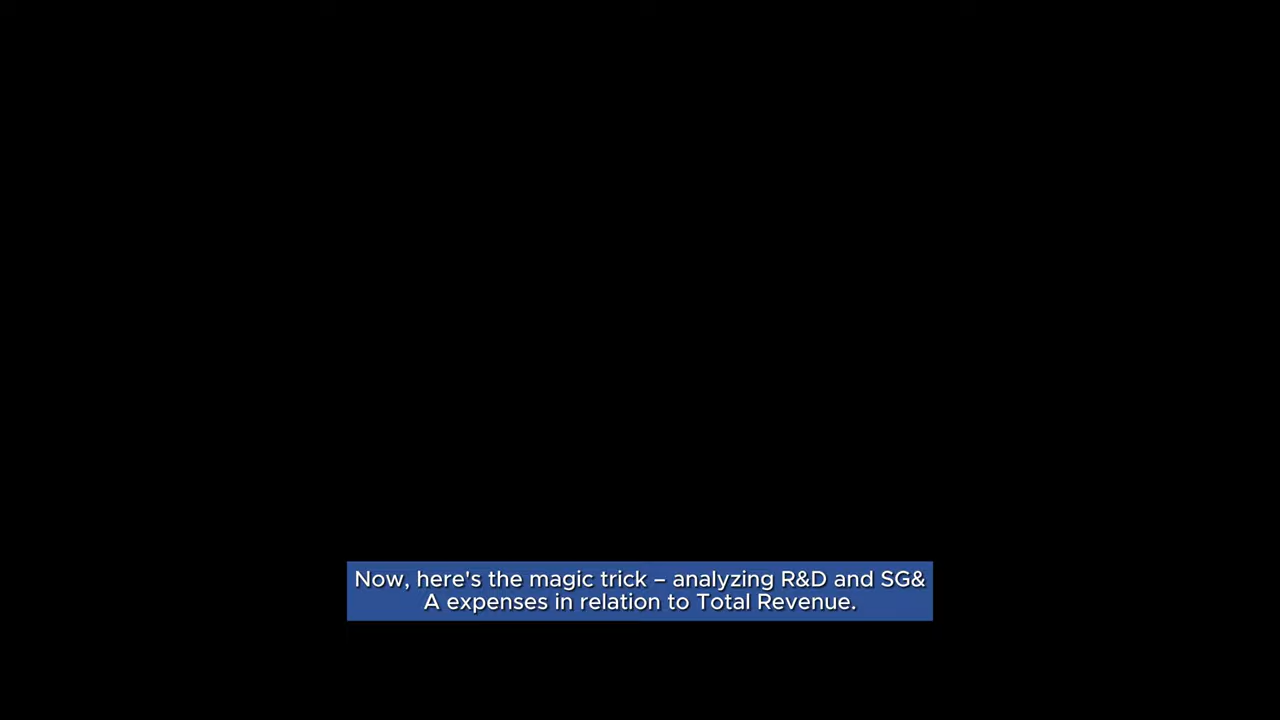 Now, here's the magic trick – analyzing R&D and SG&
A expenses in relation to Total Revenue.